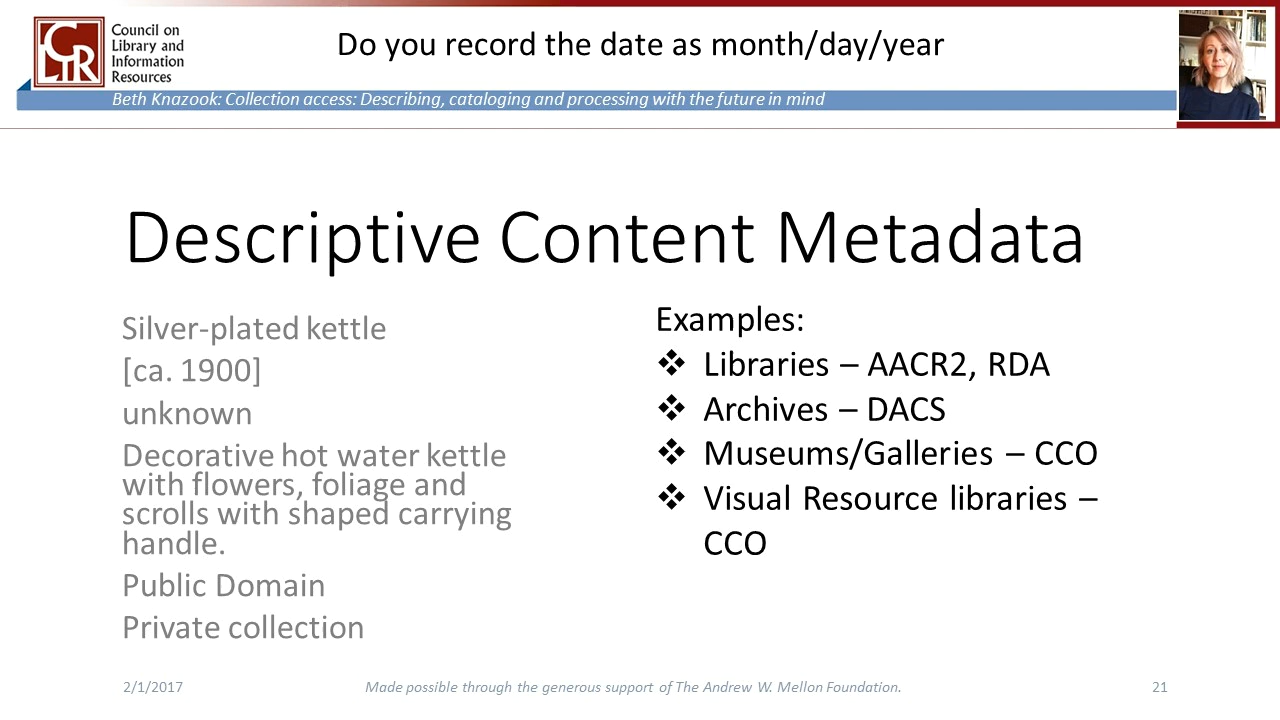 Council on
Library and
Information
Resources
CLIR
Do you record the date as month/day/year
Beth Knazook: Collection access: Describing, cataloging and processing with the future in mind
Descriptive Content Metadata
Silver-plated kettle
[ca. 1900]
unknown
Decorative hot water kettle
with flowers, foliage and
scrolls with shaped carrying
handle.
Public Domain
Private collection
Examples:
❖ Libraries – AACR2, RDA
❖ Archives – DACS
❖ Museums/Galleries – CCO
❖ Visual Resource libraries –
CCO
2/1/2017
Made possible through the generous support of The Andrew W. Mellon Foundation.
21